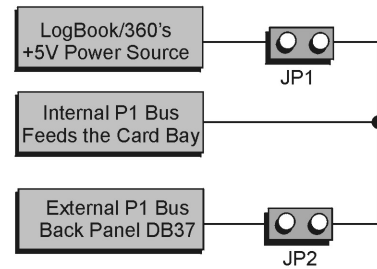 LogBook/360's
+5V Power Source
JP1
Internal P1 Bus
Feeds the Card Bay
External P1 Bus
Back Panel DB37
JP2